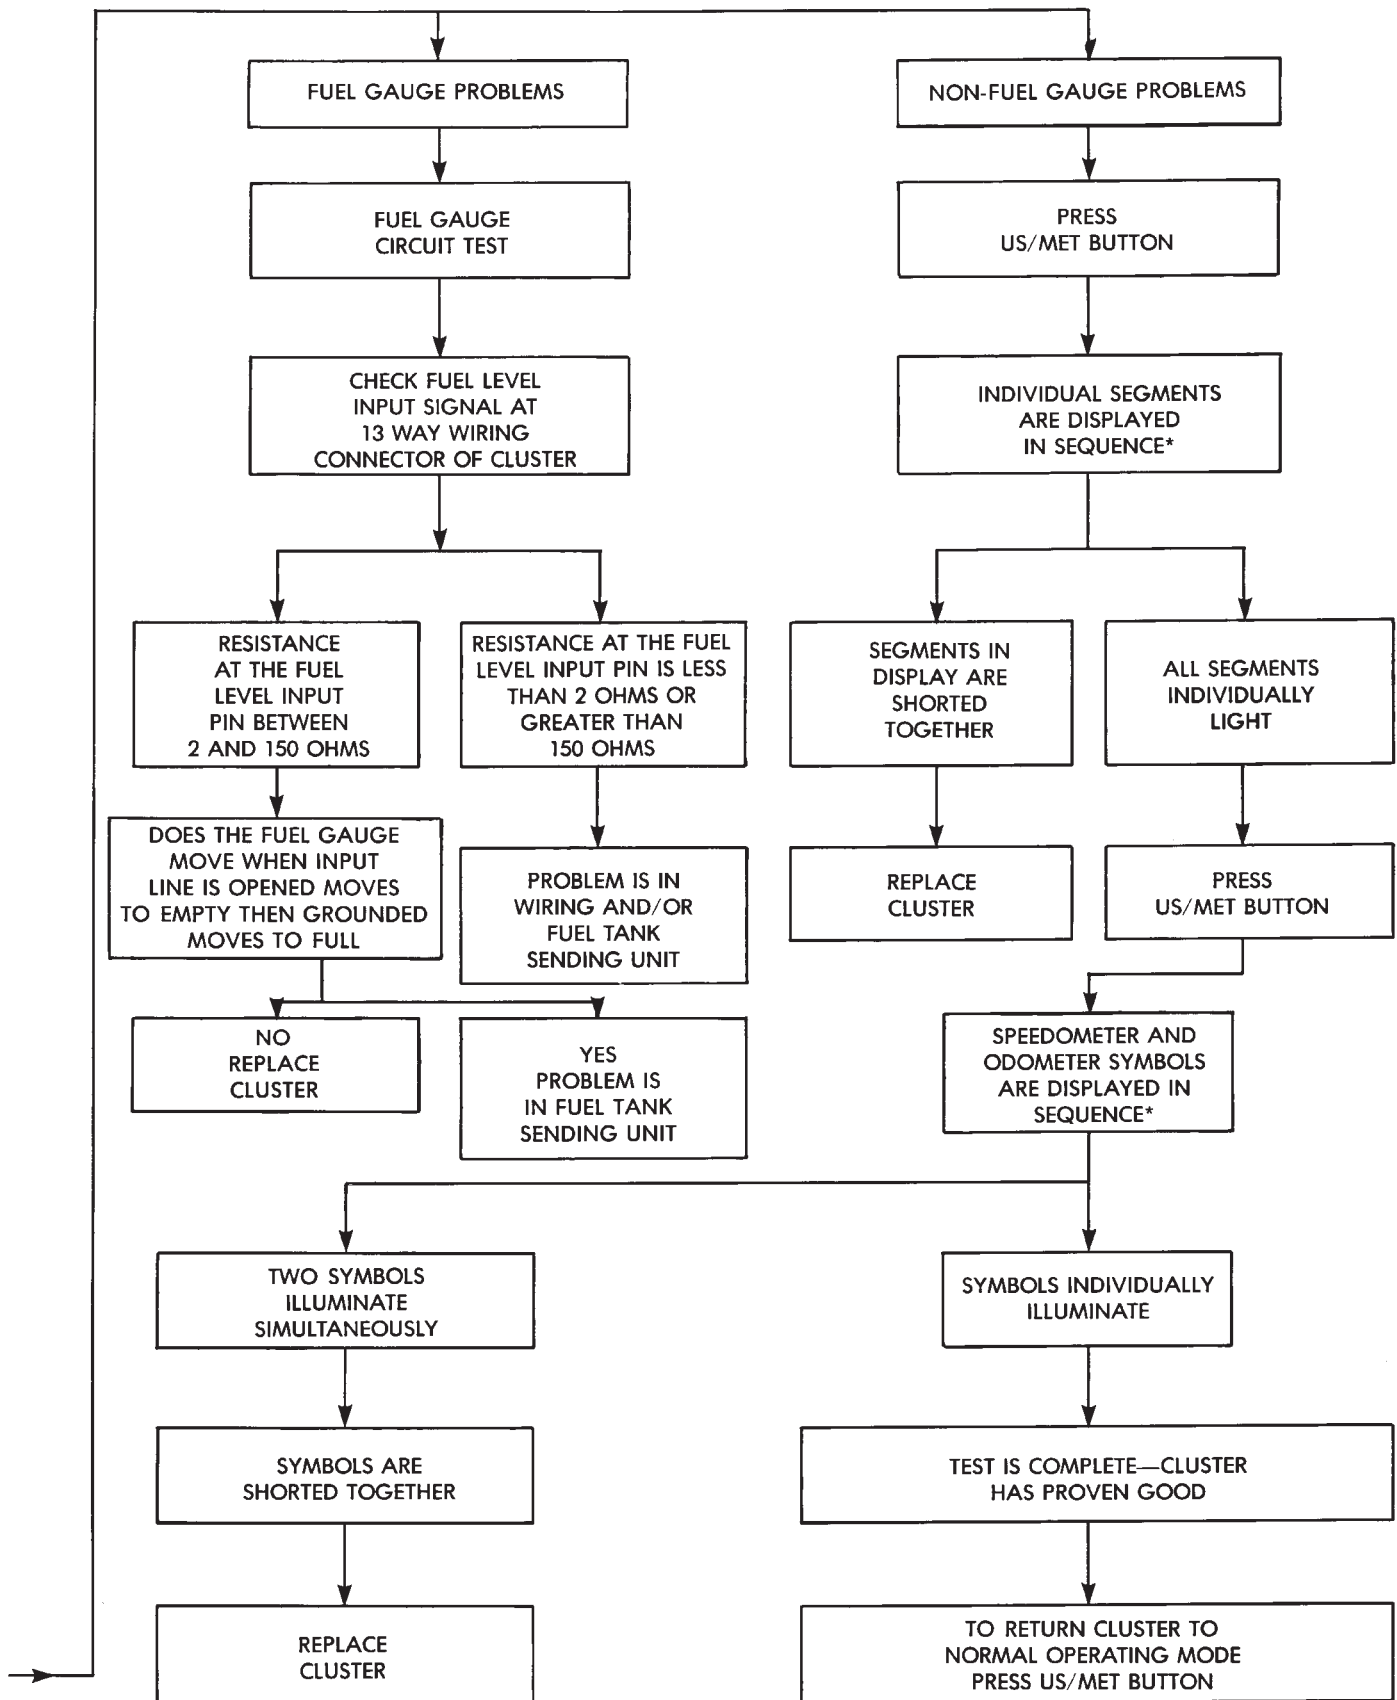 FUEL GAUGE PROBLEMS
NON-FUEL GAUGE PROBLEMS
FUEL GAUGE
CIRCUIT TEST
PRESS
US/MET BUTTON
CHECK FUEL LEVEL
INPUT SIGNAL AT
13 WAY WIRING
CONNECTOR OF CLUSTER
INDIVIDUAL SEGMENTS
ARE DISPLAYED
IN SEQUENCE*
RESISTANCE
AT THE FUEL
LEVEL INPUT
PIN BETWEEN
2 AND 150 OHMS
RESISTANCE AT THE FUEL
LEVEL INPUT PIN IS LESS
THAN 2 OHMS OR
GREATER THAN
150 OHMS
SEGMENTS IN
DISPLAY ARE
SHORTED
TOGETHER
ALL SEGMENTS
INDIVIDUALLY
LIGHT
DOES THE FUEL GAUGE
MOVE WHEN INPUT
LINE IS OPENED MOVES
TO EMPTY THEN GROUNDED
MOVES TO FULL
PROBLEM IS IN
WIRING AND/OR
FUEL TANK
SENDING UNIT
REPLACE
CLUSTER
PRESS
US/MET BUTTON
NO
REPLACE
CLUSTER
YES
PROBLEM IS
IN FUEL TANK
SENDING UNIT
SPEEDOMETER AND
ODOMETER SYMBOLS
ARE DISPLAYED IN
SEQUENCE*
TWO SYMBOLS
ILLUMINATE
SIMULTANEOUSLY
SYMBOLS INDIVIDUALLY
ILLUMINATE
SYMBOLS ARE
SHORTED TOGETHER
TEST IS COMPLETE—CLUSTER
HAS PROVEN GOOD
REPLACE
CLUSTER
TO RETURN CLUSTER TO
NORMAL OPERATING MODE
PRESS US/MET BUTTON